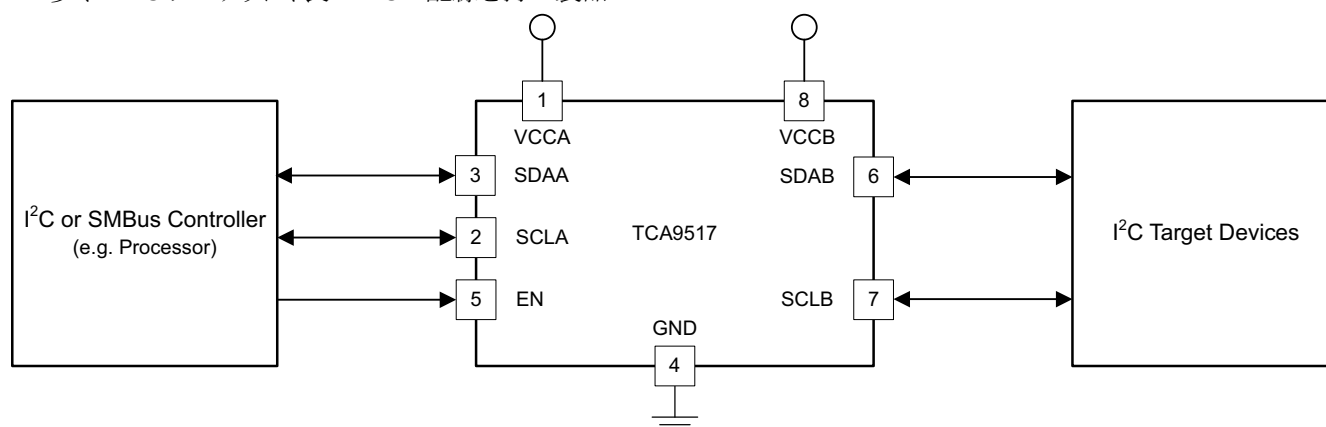 1
8
VCCA
VCCB
3 SDAA
SDAB 6
I²C or SMBus Controller
(e.g. Processor)
2 SCLA
TCA9517
I²C Target Devices
5 EN
SCLB 7
GND
4